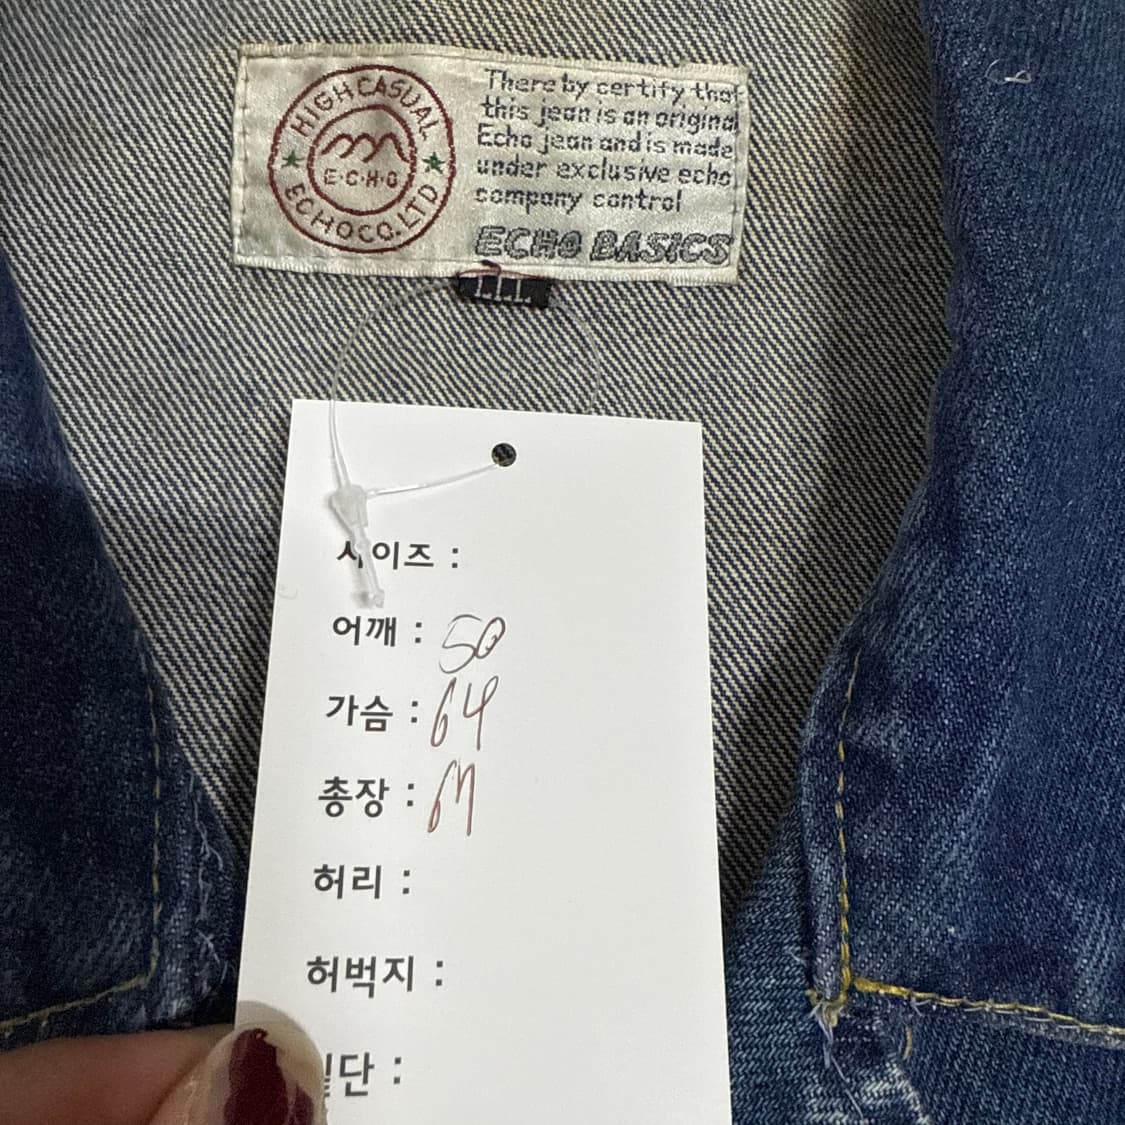 HIGH CASUAL
E·C·H·O
ECHO CO. LTD
There by certify that
this jean is an original
Echo jean and is made
under exclusive echo
company control
ECHO BASICS
LLL
사이즈 :
어깨 : 50
가슴 : 64
총장 : 67
허리 :
허벅지 :
밑단 :